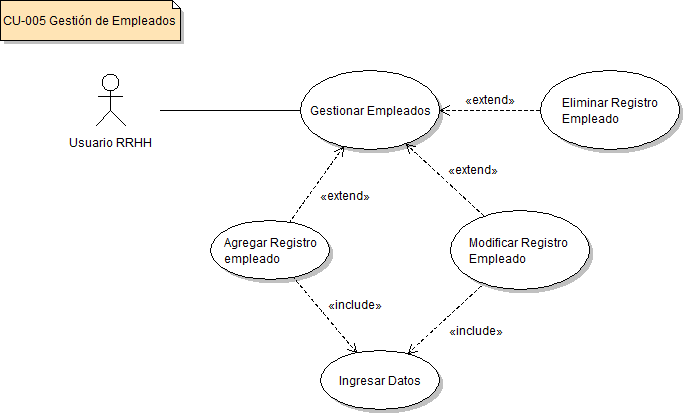 CU-005 Gestión de Empleados
Usuario RRHH
Gestionar Empleados
«extend»
Eliminar Registro
Empleado
«extend»
«extend»
Agregar Registro
empleado
Modificar Registro
Empleado
«include»
«include»
Ingresar Datos